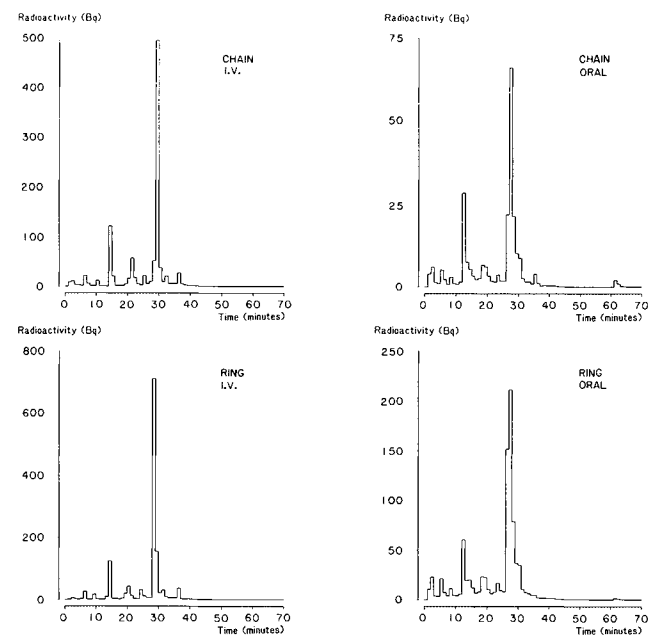 Radioactivity (Bq)
500
400
300
200
100
0
CHAIN
I.V.
0 10 20 30 40 50 60 70
Time (minutes)
Radioactivity (Bq)
75
50
25
0
CHAIN
ORAL
0 10 20 30 40 50 60 70
Time (minutes)
Radioactivity (Bq)
800
600
400
200
0
RING
I.V.
0 10 20 30 40 50 60 70
Time (minutes)
Radioactivity (Bq)
250
200
150
100
50
0
RING
ORAL
0 10 20 30 40 50 60 70
Time (minutes)